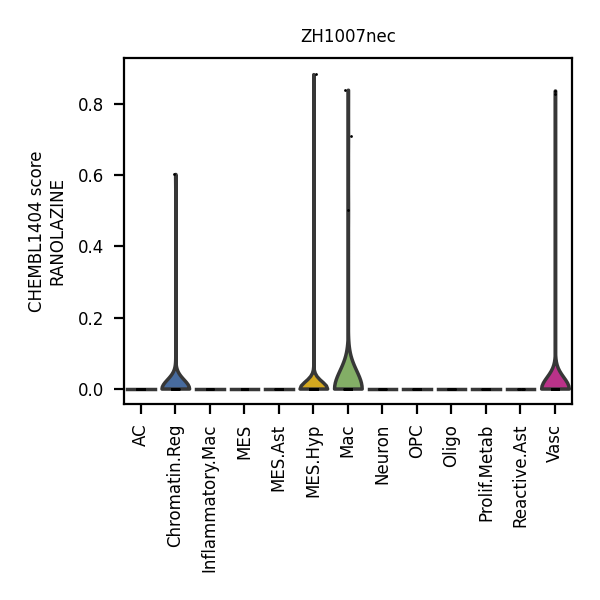 ZH1007nec
CHEMBL1404 score
RANOLAZINE
0.8
0.6
0.4
0.2
0.0
AC
Chromatin.Reg
Inflammatory.Mac
MES
MES.Ast
MES.Hyp
Mac
Neuron
OPC
Oligo
Prolif.Metab
Reactive.Ast
Vasc